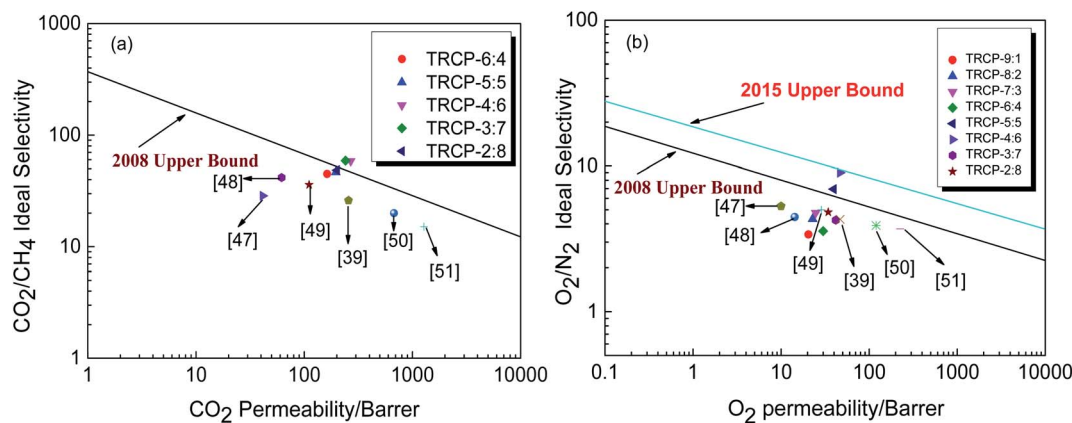 (a)
1000
100
10
1
1
10
100
1000
10000
CO2/CH4 Ideal Selectivity
CO2 Permeability/Barrer
TRCP-6:4
TRCP-5:5
TRCP-4:6
TRCP-3:7
TRCP-2:8
2008 Upper Bound
[48]
[47]
[49]
[39]
[50]
[51]
(b)
100
10
1
0.1
1
10
100
1000
10000
O2/N2 Ideal Selectivity
O2 permeability/Barrer
TRCP-9:1
TRCP-8:2
TRCP-7:3
TRCP-6:4
TRCP-5:5
TRCP-4:6
TRCP-3:7
TRCP-2:8
2015 Upper Bound
2008 Upper Bound
[47]
[48]
[49]
[39]
[50]
[51]